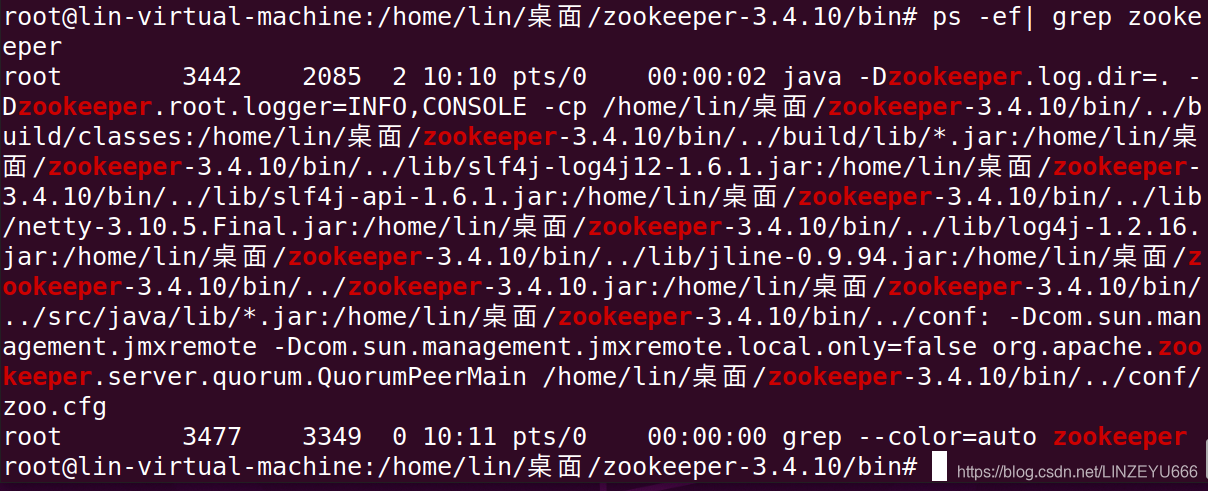 root@lin-virtual-machine:/home/lin/桌面/zookeeper-3.4.10/bin# ps -ef| grep zooke
eper
root        3442    2085  2 10:10 pts/0    00:00:02 java -Dzookeeper.log.dir=. -
Dzookeeper.root.logger=INFO,CONSOLE -cp /home/lin/桌面/zookeeper-3.4.10/bin/../b
uild/classes:/home/lin/桌面/zookeeper-3.4.10/bin/../build/lib/*.jar:/home/lin/桌
面/zookeeper-3.4.10/bin/../lib/slf4j-log4j12-1.6.1.jar:/home/lin/桌面/zookeeper-
3.4.10/bin/../lib/slf4j-api-1.6.1.jar:/home/lin/桌面/zookeeper-3.4.10/bin/../lib
/netty-3.10.5.Final.jar:/home/lin/桌面/zookeeper-3.4.10/bin/../lib/log4j-1.2.16.
jar:/home/lin/桌面/zookeeper-3.4.10/bin/../lib/jline-0.9.94.jar:/home/lin/桌面/z
ookeeper-3.4.10/bin/../zookeeper-3.4.10.jar:/home/lin/桌面/zookeeper-3.4.10/bin/
../src/java/lib/*.jar:/home/lin/桌面/zookeeper-3.4.10/bin/../conf: -Dcom.sun.man
agement.jmxremote -Dcom.sun.management.jmxremote.local.only=false org.apache.zoo
keeper.server.quorum.QuorumPeerMain /home/lin/桌面/zookeeper-3.4.10/bin/../conf/
zoo.cfg
root        3477    3349  0 10:11 pts/0    00:00:00 grep --color=auto zookeeper
root@lin-virtual-machine:/home/lin/桌面/zookeeper-3.4.10/bin#
https://blog.csdn.net/LINZEYU666